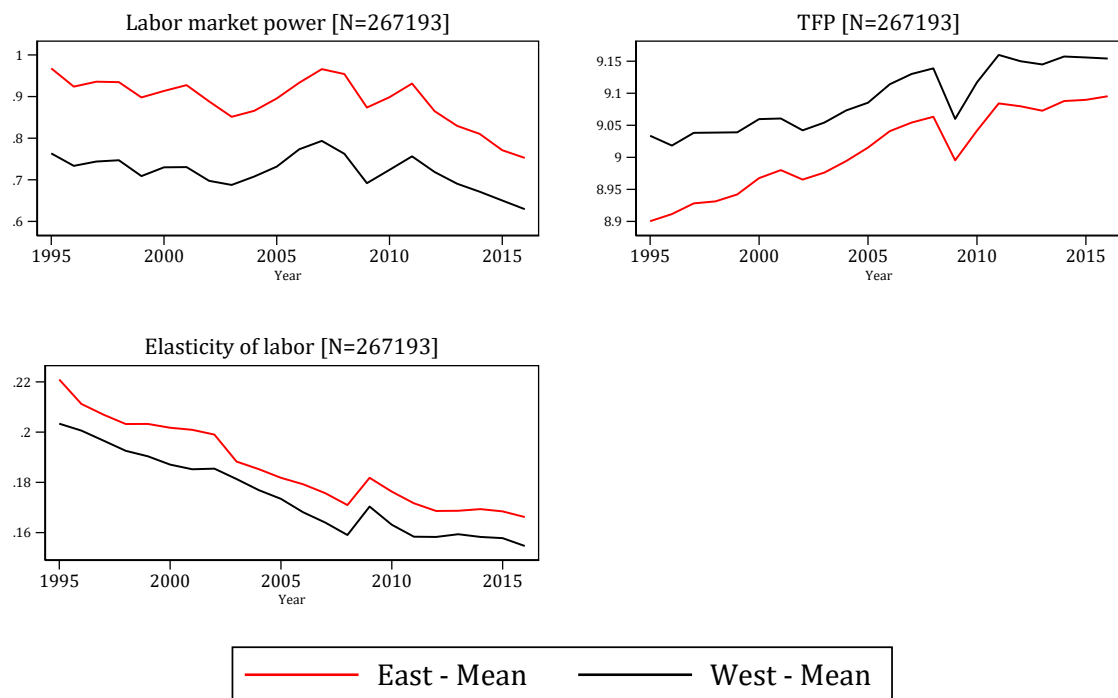 Labor market power [N=267193]
1
.9
.8
.7
.6
1995 2000 2005 2010 2015
Year
TFP [N=267193]
9.15
9.1
9.05
9
8.95
8.9
1995 2000 2005 2010 2015
Year
Elasticity of labor [N=267193]
.22
.2
.18
.16
1995 2000 2005 2010 2015
Year
East - Mean West - Mean